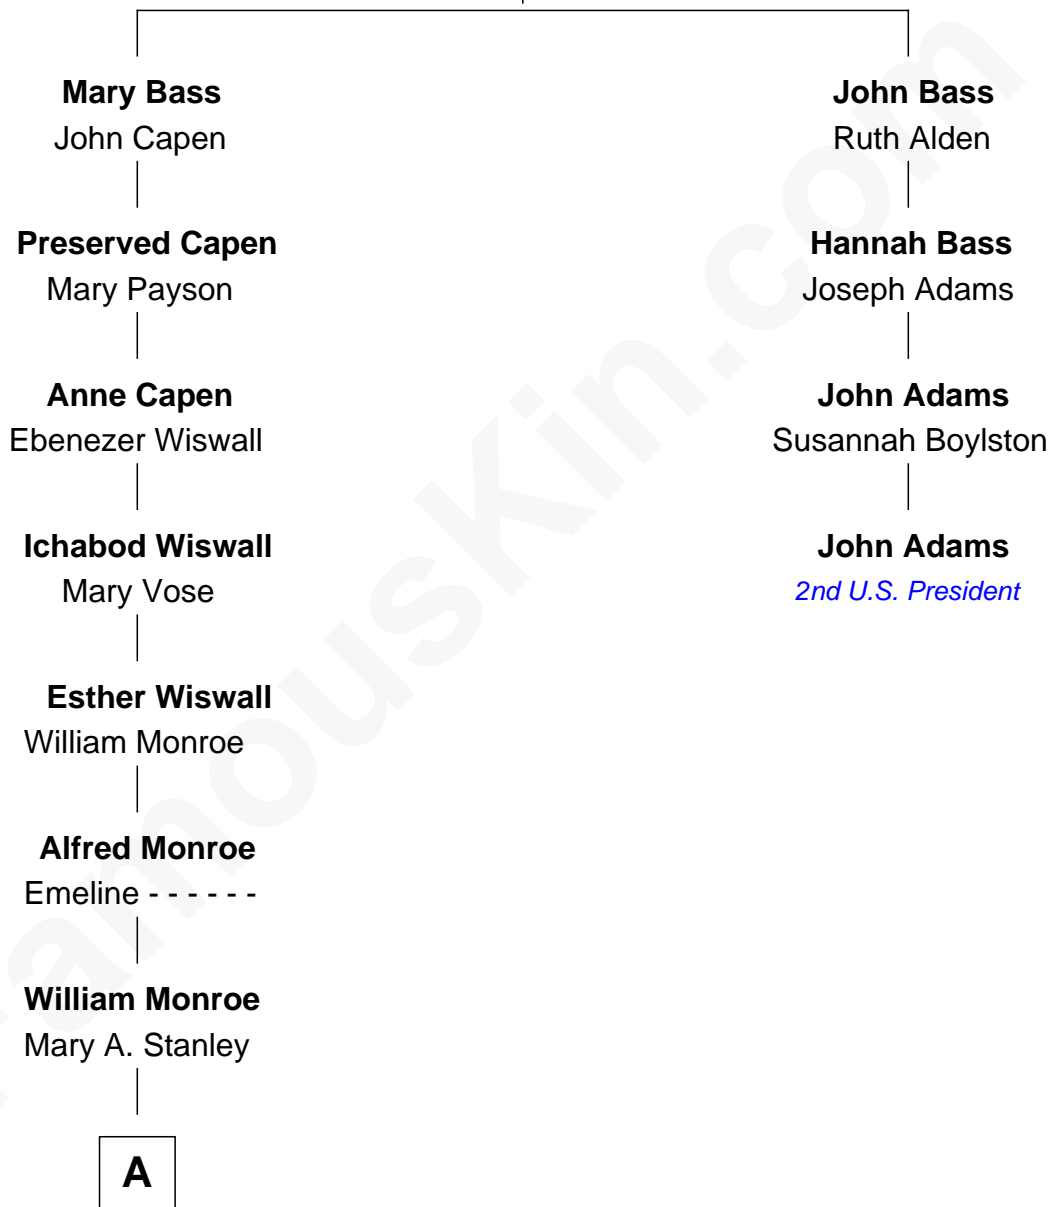 Mary Bass
John Capen
John Bass
Ruth Alden
Preserved Capen
Mary Payson
Hannah Bass
Joseph Adams
Anne Capen
Ebenezer Wiswall
John Adams
Susannah Boylston
Ichabod Wiswall
Mary Vose
John Adams
2nd U.S. President
Esther Wiswall
William Monroe
Alfred Monroe
Emeline - - - - - -
William Monroe
Mary A. Stanley
A
FamousKin.com